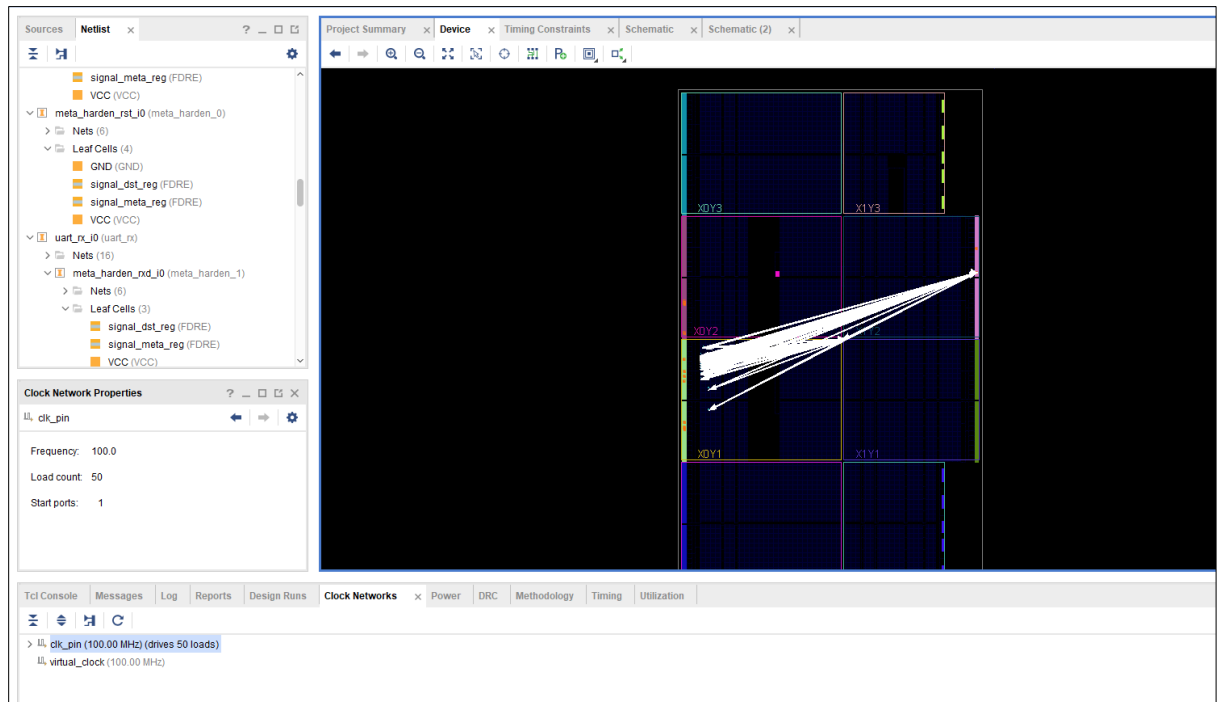 Sources Netlist × ? _
signal_meta_reg (FDRE)
VCC (VCC)
meta_harden_rst_i0 (meta_harden_0)
Nets (6)
Leaf Cells (4)
GND (GND)
signal_dst_reg (FDRE)
signal_meta_reg (FDRE)
VCC (VCC)
uart_rx_i0 (uart_rx)
Nets (16)
meta_harden_rxd_i0 (meta_harden_1)
Nets (6)
Leaf Cells (3)
signal_dst_reg (FDRE)
signal_meta_reg (FDRE)
VCC (VCC)
Clock Network Properties ? _ ×
clk_pin
Frequency: 100.0
Load count: 50
Start ports: 1
Project Summary × Device × Timing Constraints × Schematic × Schematic (2) ×
X0Y3 X1Y3
X0Y2
X0Y1 X1Y1
Tcl Console Messages Log Reports Design Runs Clock Networks × Power DRC Methodology Timing Utilization
clk_pin (100.00 MHz) (drives 50 loads)
virtual_clock (100.00 MHz)